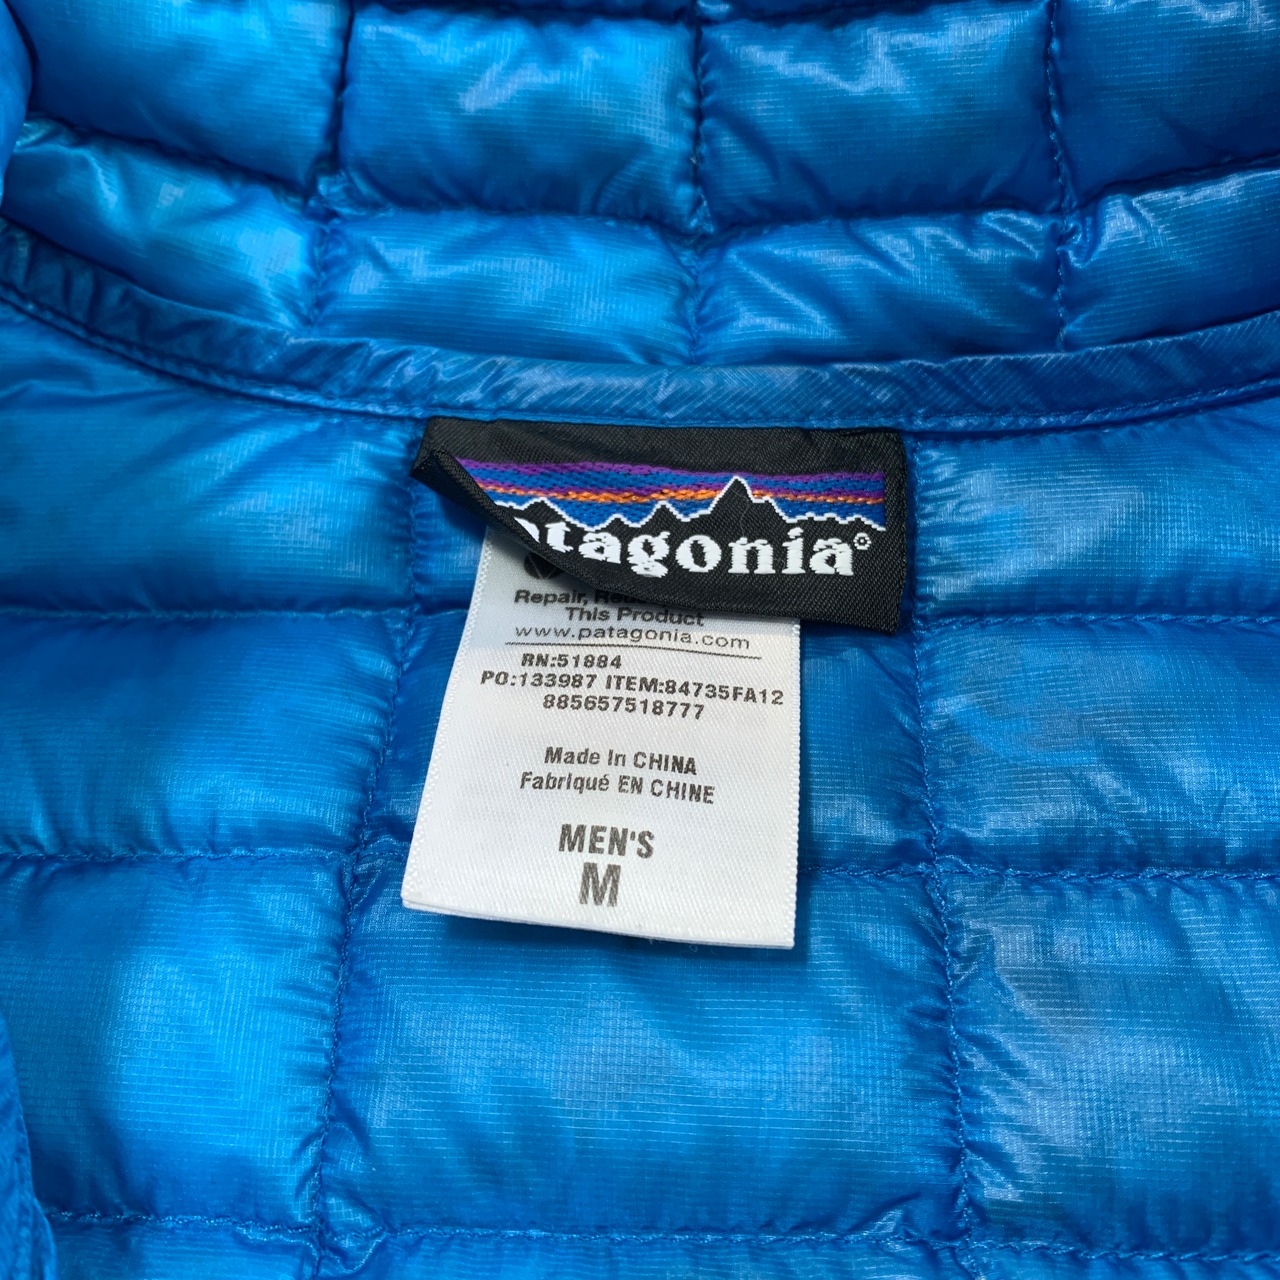 patagonia®
Repair,
This Product
www.patagonia.com
RN:51884
PO:133987 ITEM:84735FA12
885657518777
Made In CHINA
Fabriqué EN CHINE
MEN'S
M